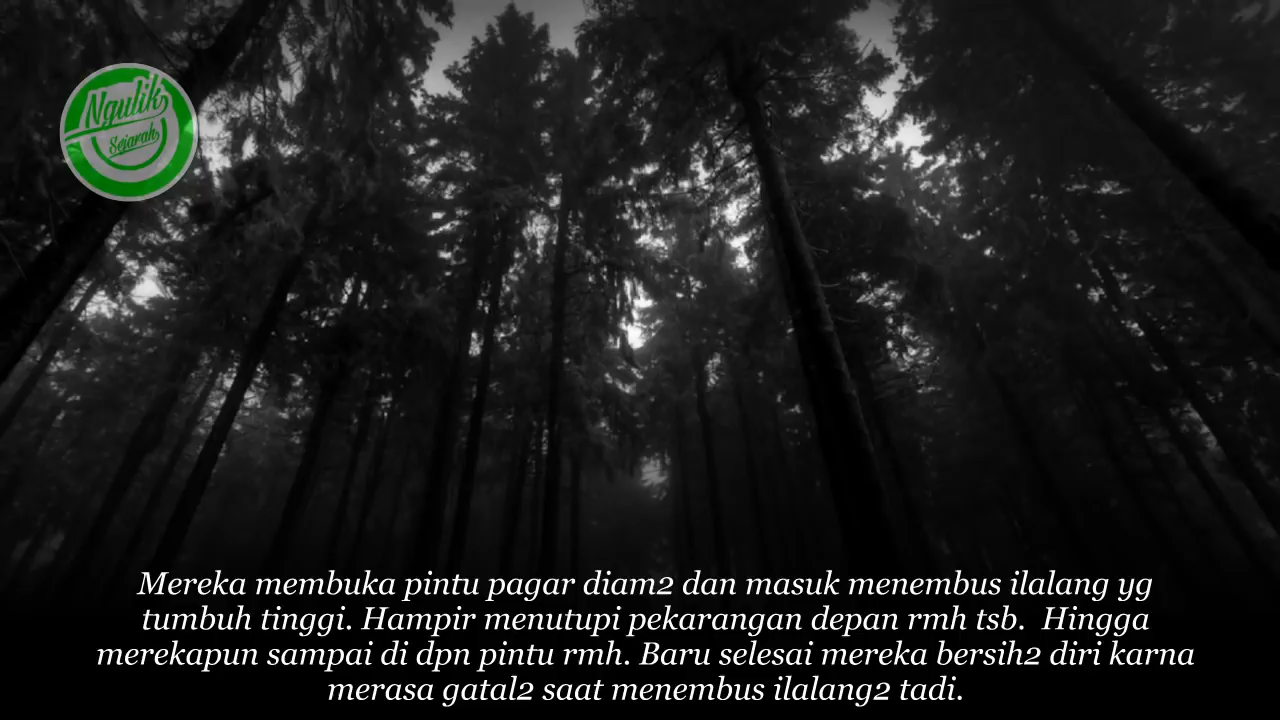 Ngulik
Sejarah
Mereka membuka pintu pagar diam2 dan masuk menembus ilalang yg
tumbuh tinggi. Hampir menutupi pekarangan depan rmh tsb.  Hingga
merekapun sampai di dpn pintu rmh. Baru selesai mereka bersih2 diri karna
merasa gatal2 saat menembus ilalang2 tadi.